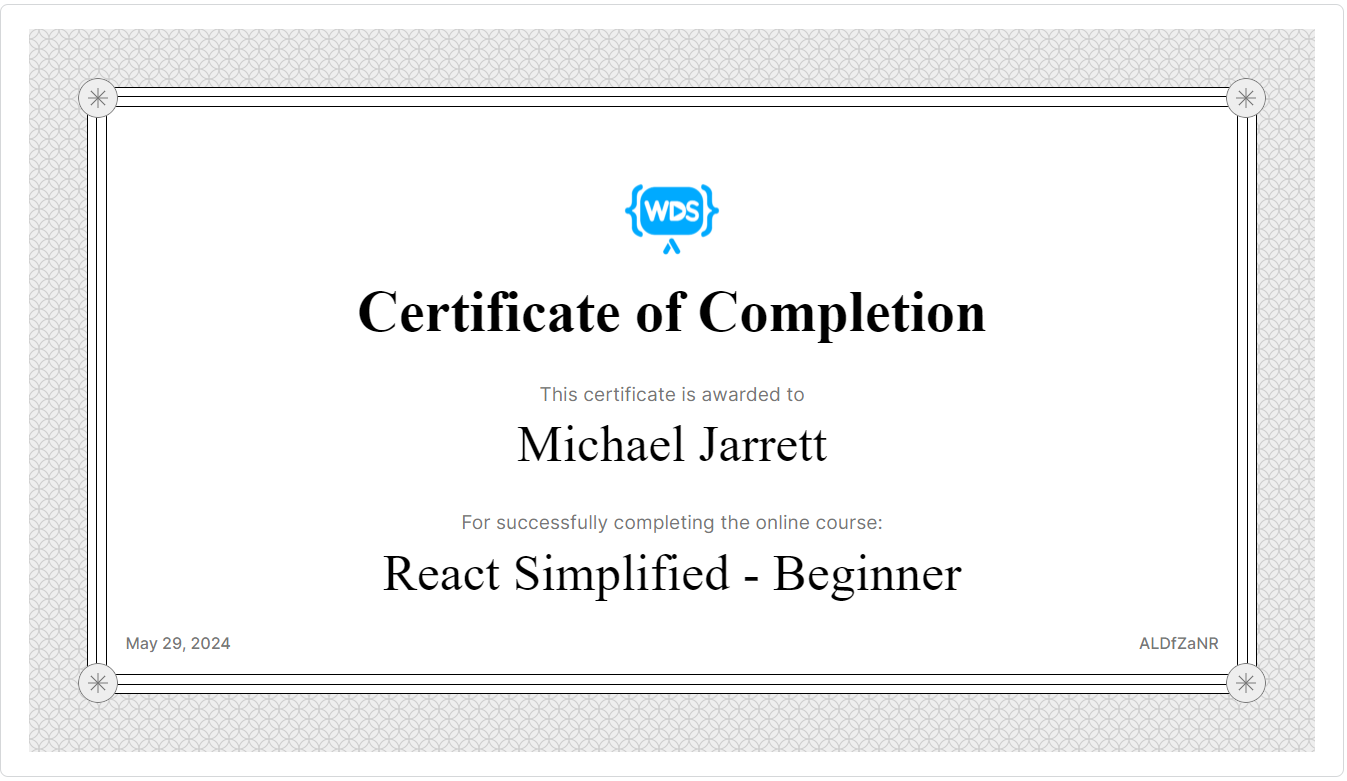 WDS
Certificate of Completion
This certificate is awarded to
Michael Jarrett
For successfully completing the online course:
React Simplified - Beginner
May 29, 2024
ALDfZaNR